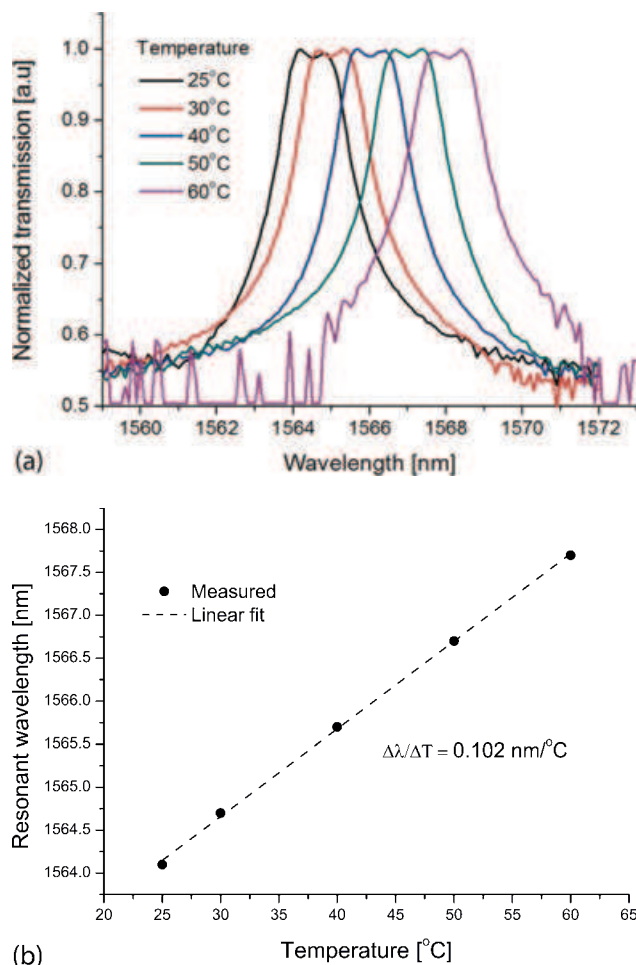 Normalized transmission [a.u]
1.0
0.9
0.8
0.7
0.6
0.5
Temperature
25°C
30°C
40°C
50°C
60°C
1560
1562
1564
1566
1568
1570
1572
Wavelength [nm]
(a)
Resonant wavelength [nm]
1568.0
1567.5
1567.0
1566.5
1566.0
1565.5
1565.0
1564.5
1564.0
Measured
Linear fit
Δλ/ΔT = 0.102 nm/°C
20
25
30
35
40
45
50
55
60
65
Temperature [°C]
(b)